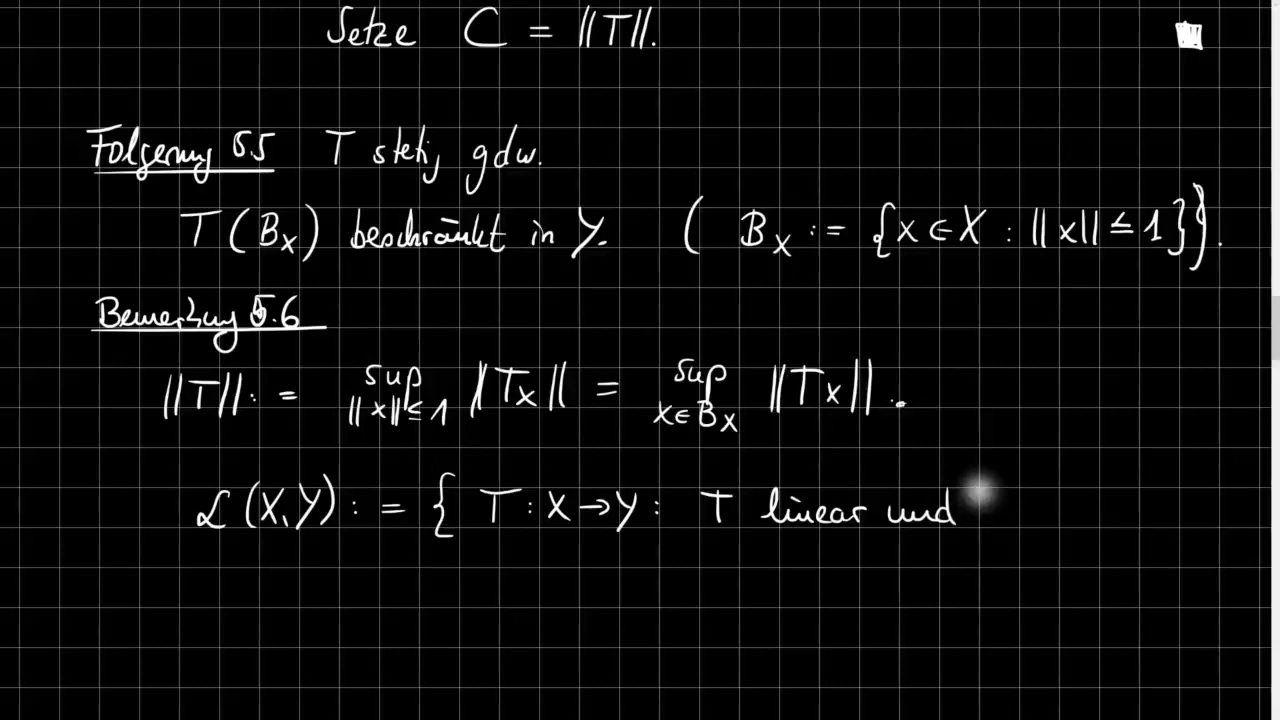 Setze C = ||T||.
Folgerung 5.5 T stetig gdw.
T(B_X) beschränkt in Y. ( B_X := {x ∈ X : ||x|| ≤ 1}).
Bemerkung 5.6
||T|| := sup_{||x|| ≤ 1} ||Tx|| = sup_{x ∈ B_X} ||Tx||.
ℒ(X,Y) := { T : X → Y : T linear und